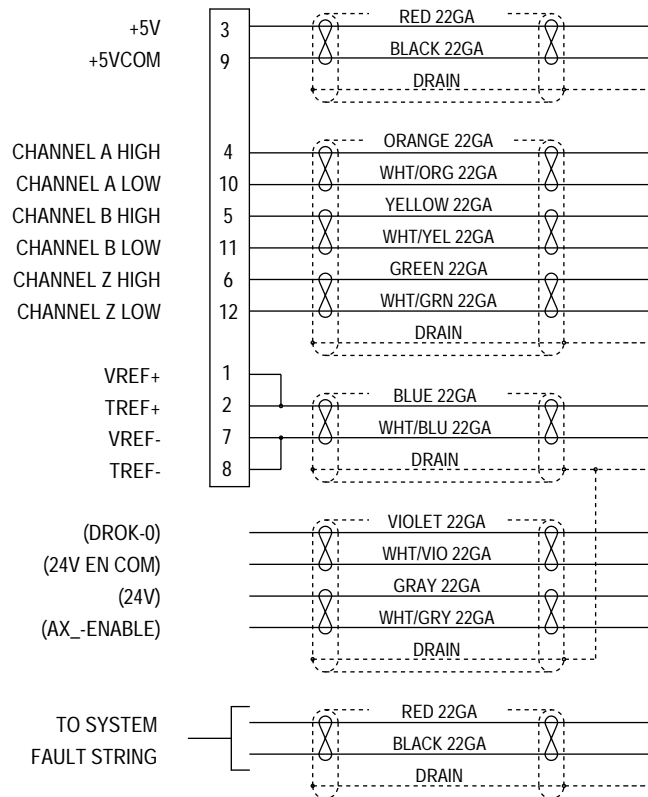 +5V 3 RED 22GA
+5VCOM 9 BLACK 22GA
DRAIN
CHANNEL A HIGH 4 ORANGE 22GA
CHANNEL A LOW 10 WHT/ORG 22GA
CHANNEL B HIGH 5 YELLOW 22GA
CHANNEL B LOW 11 WHT/YEL 22GA
CHANNEL Z HIGH 6 GREEN 22GA
CHANNEL Z LOW 12 WHT/GRN 22GA
DRAIN
VREF+ 1
TREF+ 2 BLUE 22GA
VREF- 7 WHT/BLU 22GA
TREF- 8 DRAIN
(DROK-0) VIOLET 22GA
(24V EN COM) WHT/VIO 22GA
(24V) GRAY 22GA
(AX_-ENABLE) WHT/GRY 22GA
DRAIN
TO SYSTEM RED 22GA
FAULT STRING BLACK 22GA
DRAIN